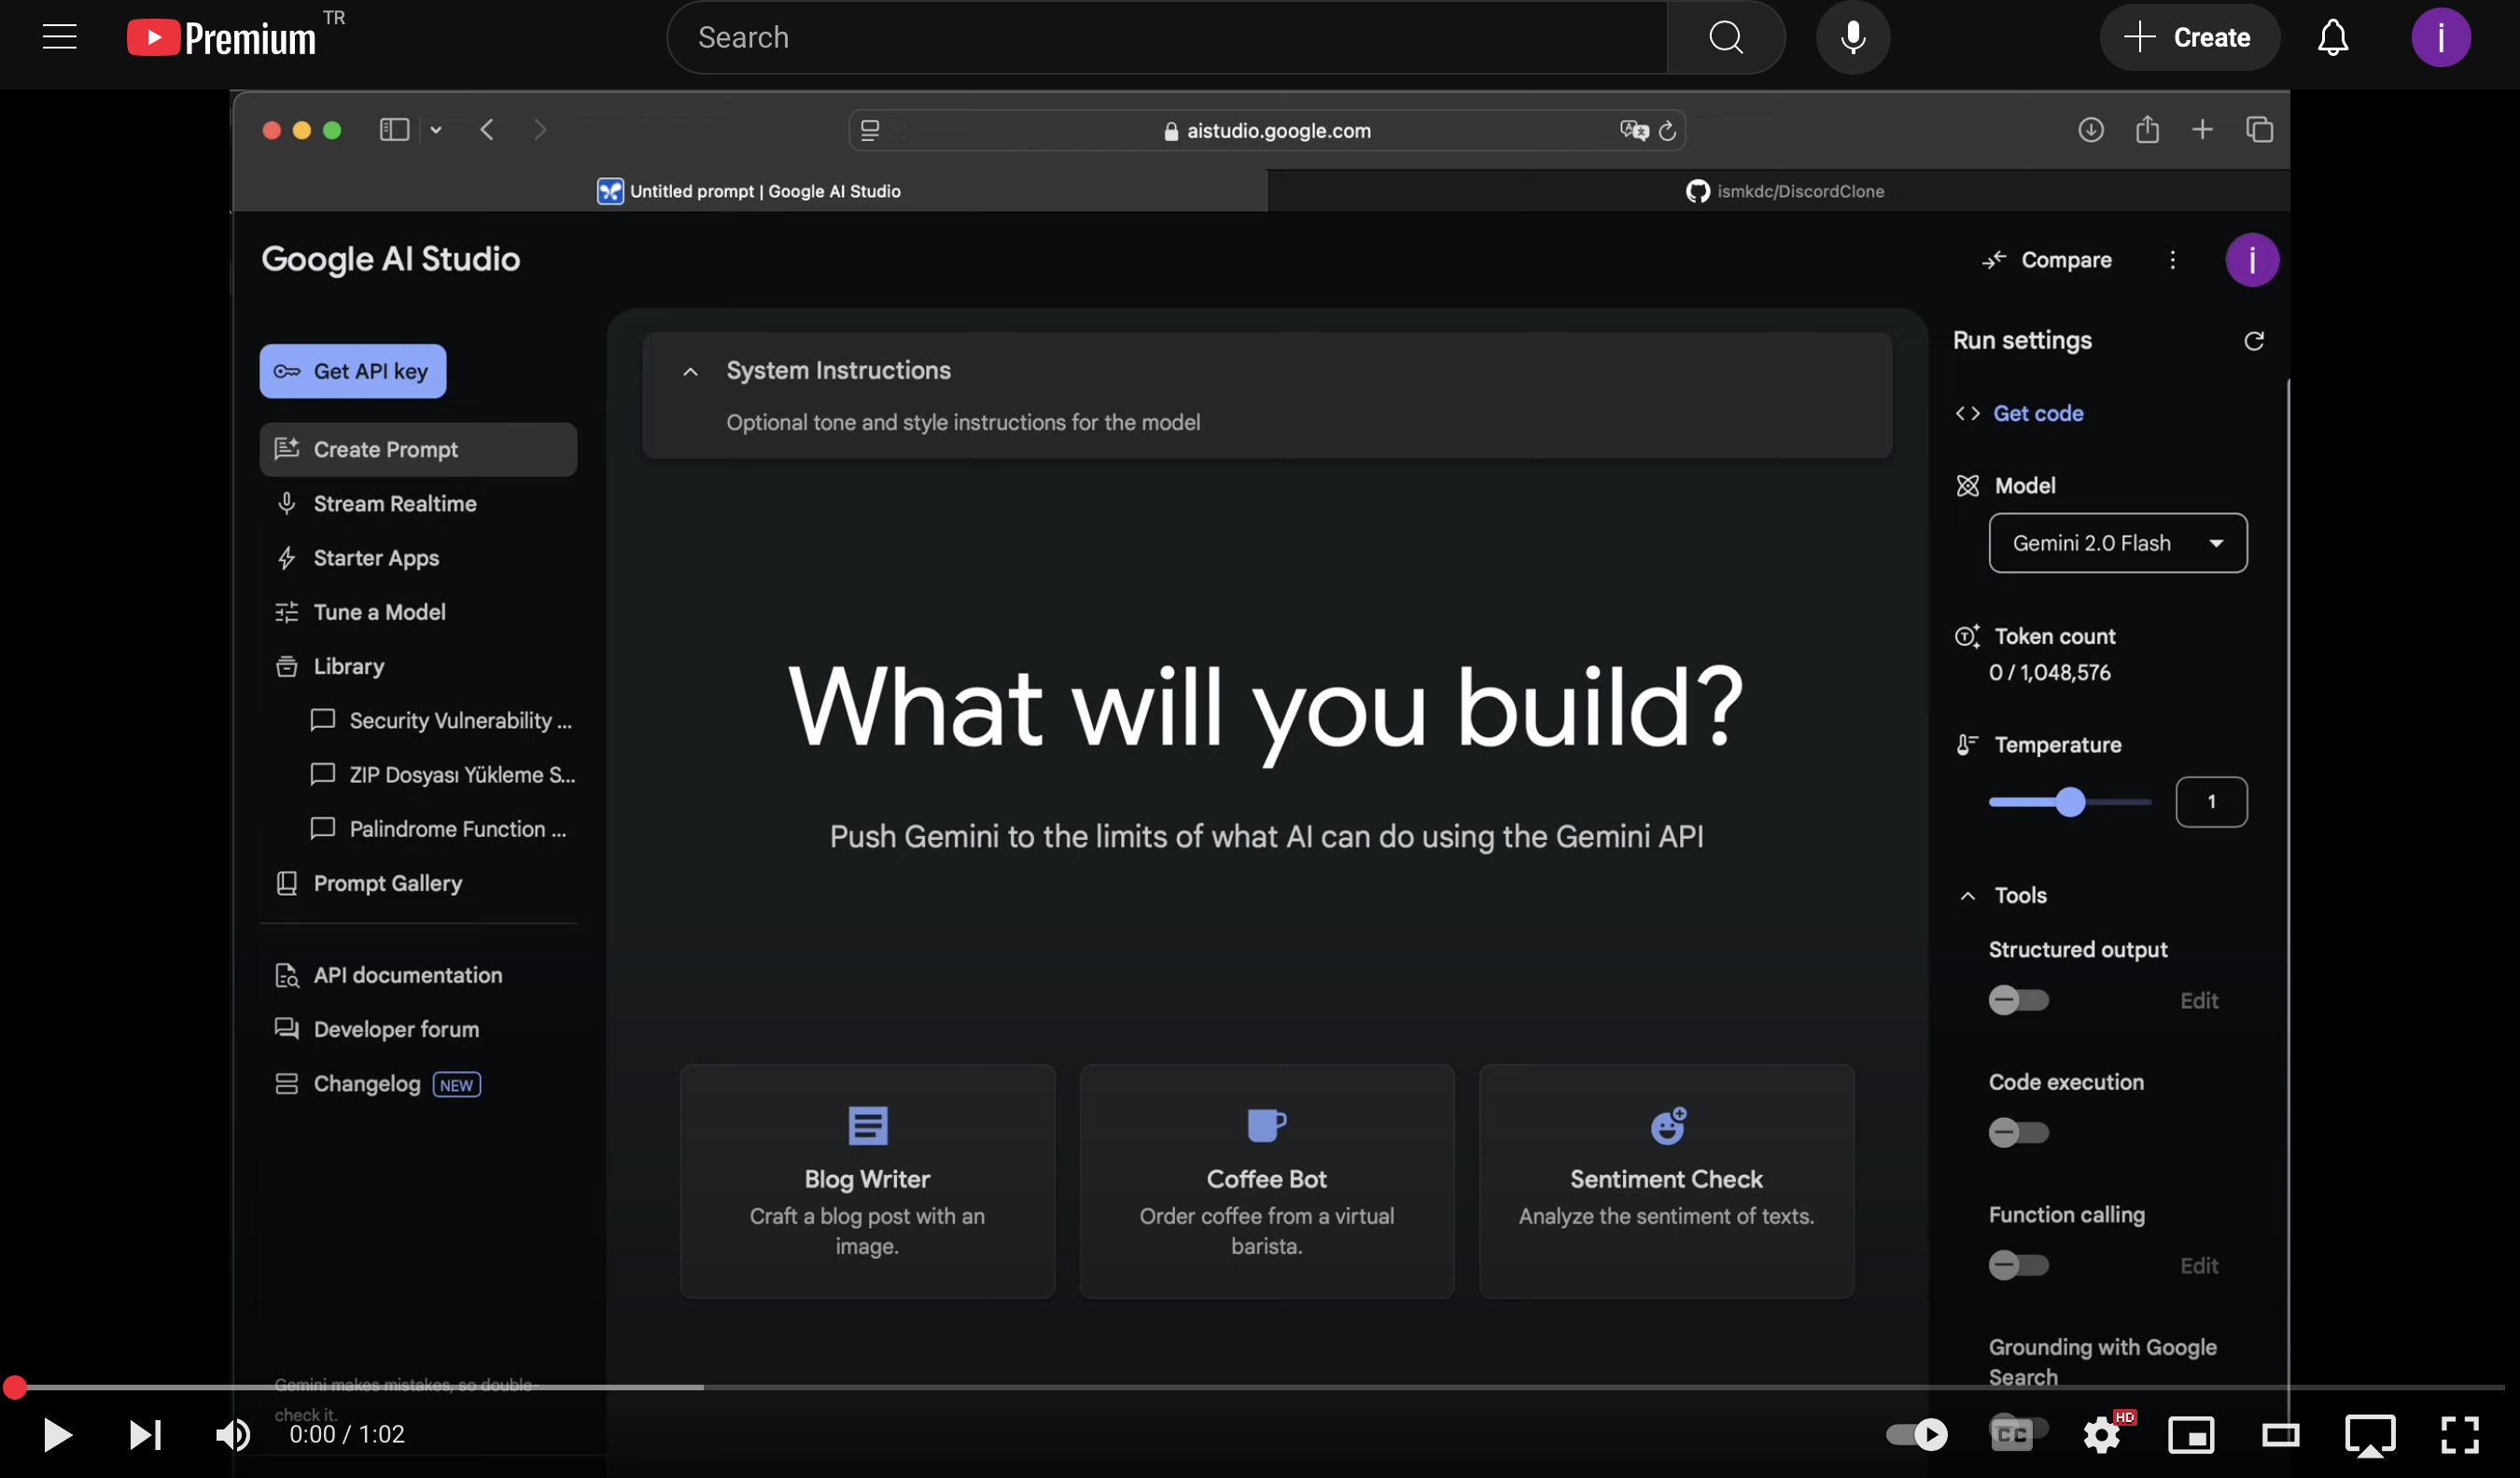 Premium TR
Search
Create
i
aistudio.google.com
Untitled prompt | Google AI Studio
ismkdc/DiscordClone
Google AI Studio
Compare
i
Get API key
Create Prompt
Stream Realtime
Starter Apps
Tune a Model
Library
Security Vulnerability ...
ZIP Dosyası Yükleme S...
Palindrome Function ...
Prompt Gallery
API documentation
Developer forum
Changelog NEW
Gemini makes mistakes, so double-
check it.
System Instructions
Optional tone and style instructions for the model
What will you build?
Push Gemini to the limits of what AI can do using the Gemini API
Blog Writer
Craft a blog post with an
image.
Coffee Bot
Order coffee from a virtual
barista.
Sentiment Check
Analyze the sentiment of texts.
Run settings
Get code
Model
Gemini 2.0 Flash
Token count
0 / 1,048,576
Temperature
1
Tools
Structured output
Edit
Code execution
Function calling
Edit
Grounding with Google
Search
0:00 / 1:02
CC
HD